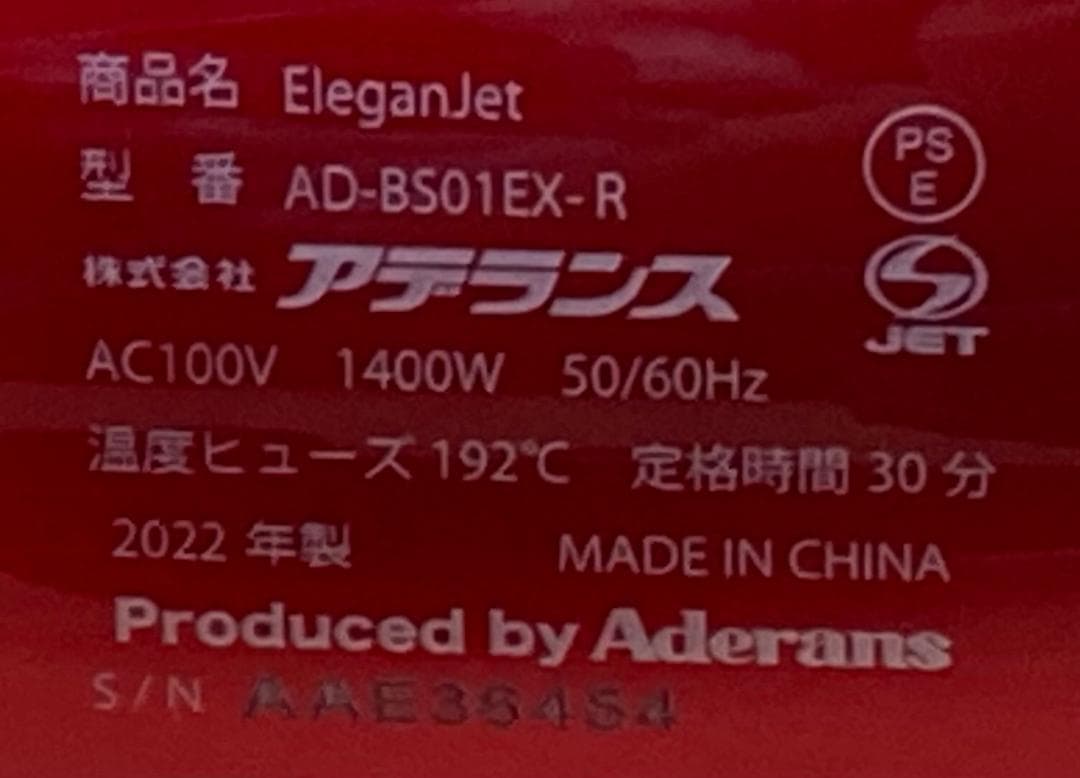 商品名 EleganJet
型 番 AD-BS01EX-R
PS
E
株式会社 アデランス
JET
AC100V 1400W 50/60Hz
温度ヒューズ 192℃ 定格時間 30 分
2022 年製 MADE IN CHINA
Produced by Aderans
S/N